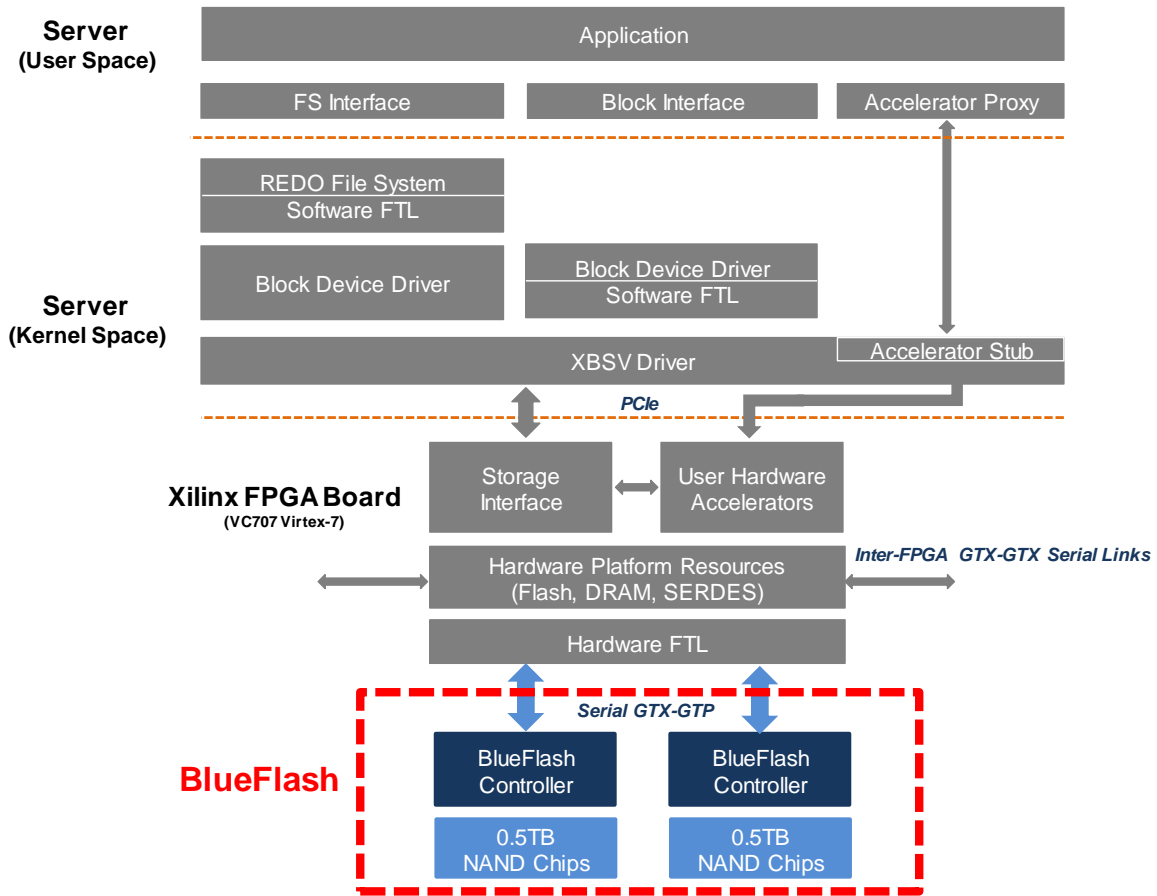 Server
(User Space)
Application
FS Interface
Block Interface
Accelerator Proxy
REDO File System
Software FTL
Block Device Driver
Block Device Driver
Software FTL
Server
(Kernel Space)
XBSV Driver
Accelerator Stub
PCIe
Storage
Interface
User Hardware
Accelerators
Xilinx FPGA Board
(VC707 Virtex-7)
Hardware Platform Resources
(Flash, DRAM, SERDES)
Inter-FPGA GTX-GTX Serial Links
Hardware FTL
Serial GTX-GTP
BlueFlash
BlueFlash
Controller
BlueFlash
Controller
0.5TB
NAND Chips
0.5TB
NAND Chips